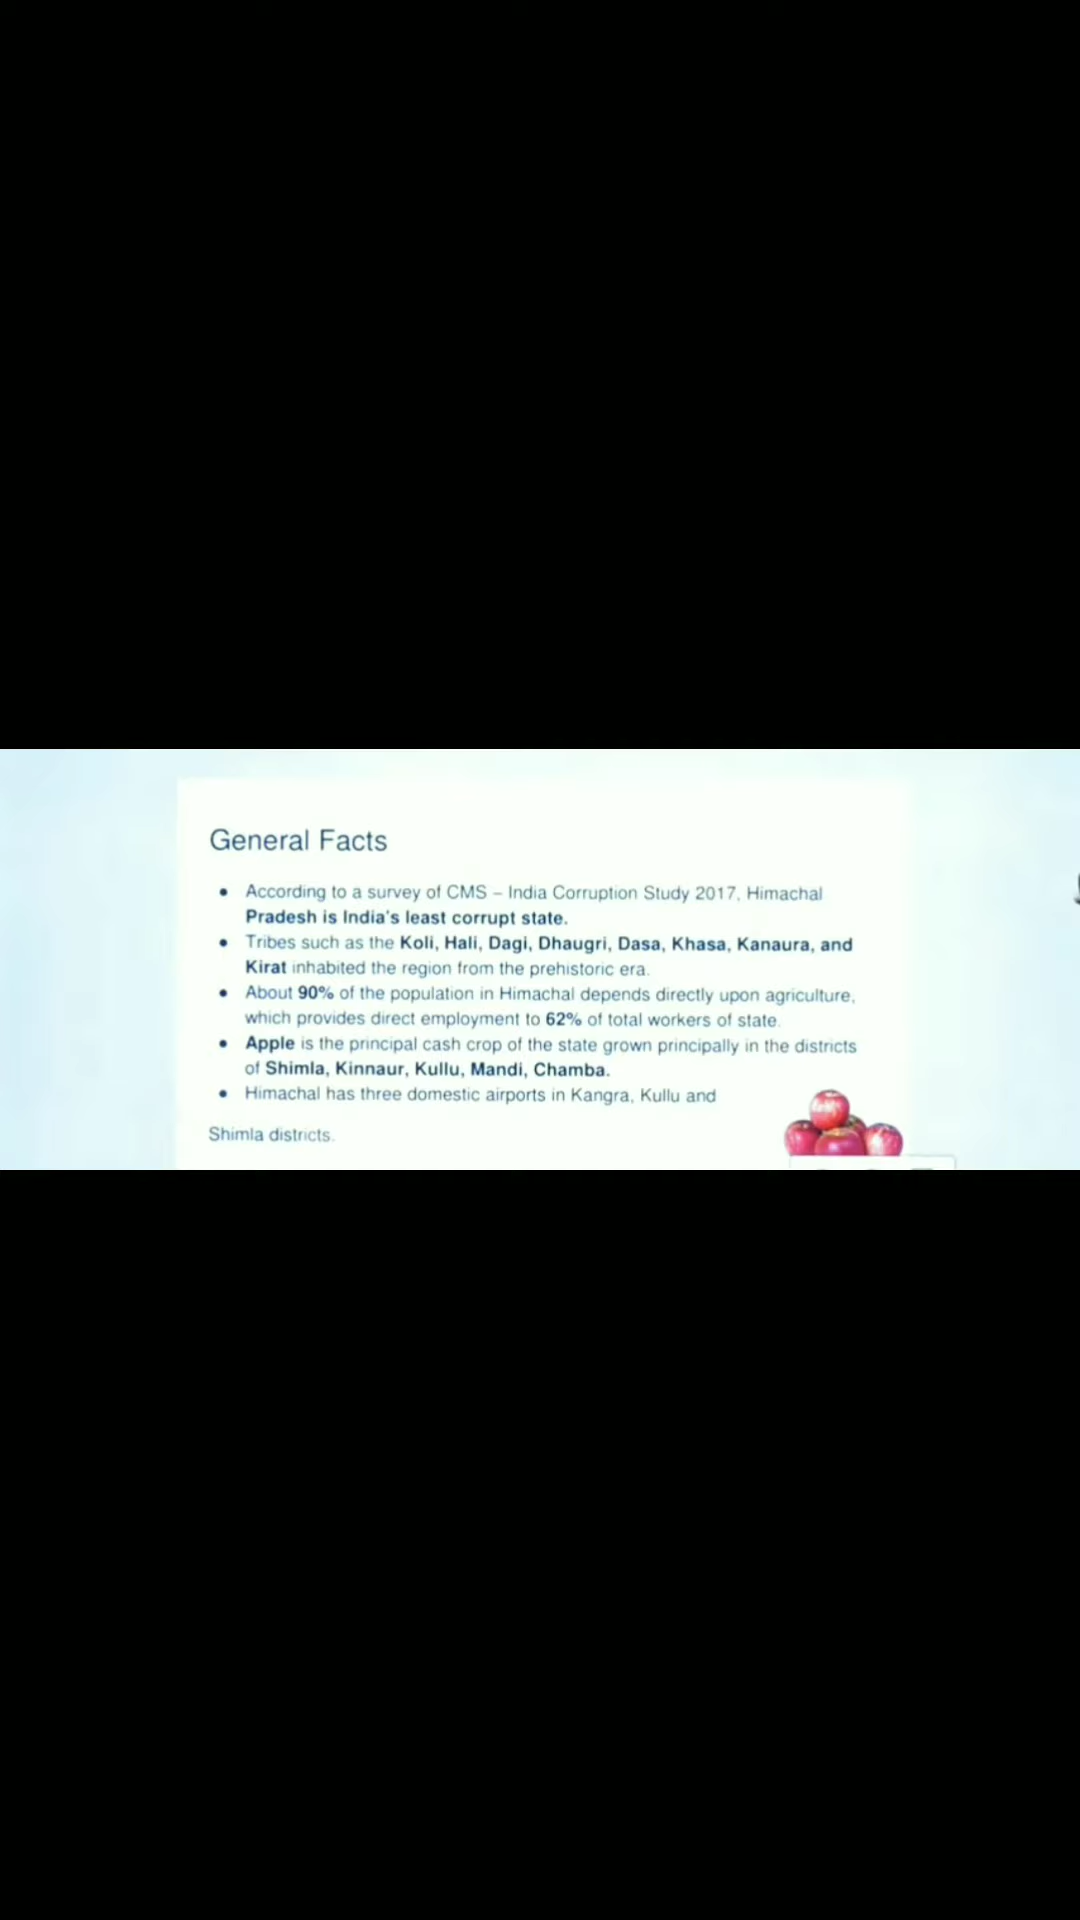 General Facts
• According to a survey of CMS – India Corruption Study 2017, Himachal
Pradesh is India's least corrupt state.
• Tribes such as the Koli, Hali, Dagi, Dhaugri, Dasa, Khasa, Kanaura, and
Kirat inhabited the region from the prehistoric era.
• About 90% of the population in Himachal depends directly upon agriculture,
which provides direct employment to 62% of total workers of state.
• Apple is the principal cash crop of the state grown principally in the districts
of Shimla, Kinnaur, Kullu, Mandi, Chamba.
• Himachal has three domestic airports in Kangra, Kullu and
Shimla districts.